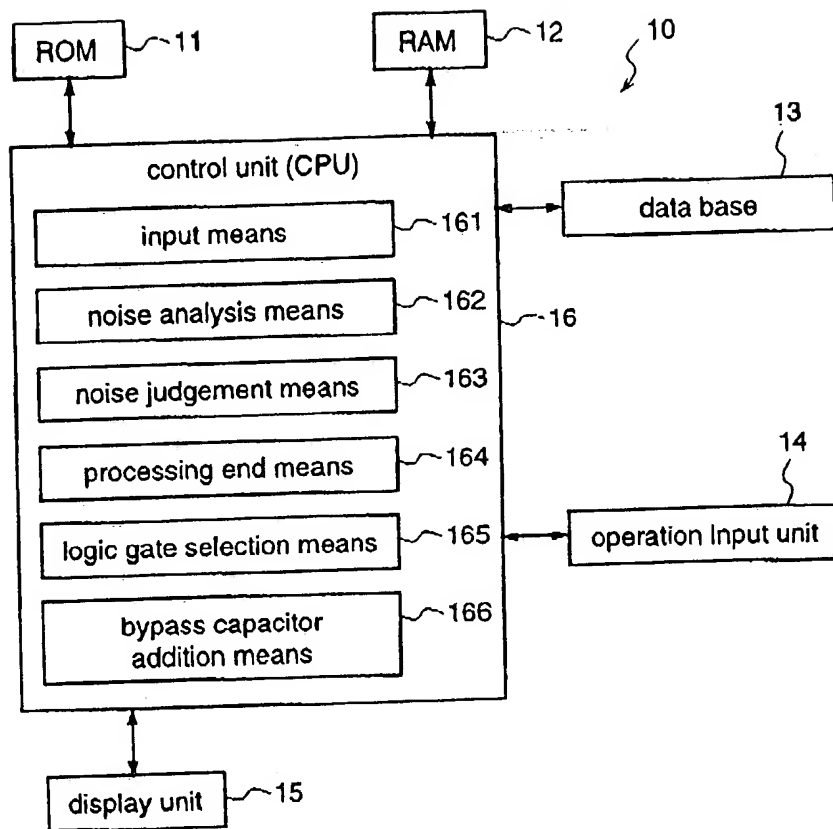 ROM 11
RAM 12
10
control unit (CPU)
13
data base
input means 161
noise analysis means 162
16
noise judgement means 163
processing end means 164
14
logic gate selection means 165
operation Input unit
bypass capacitor 166
addition means
display unit 15